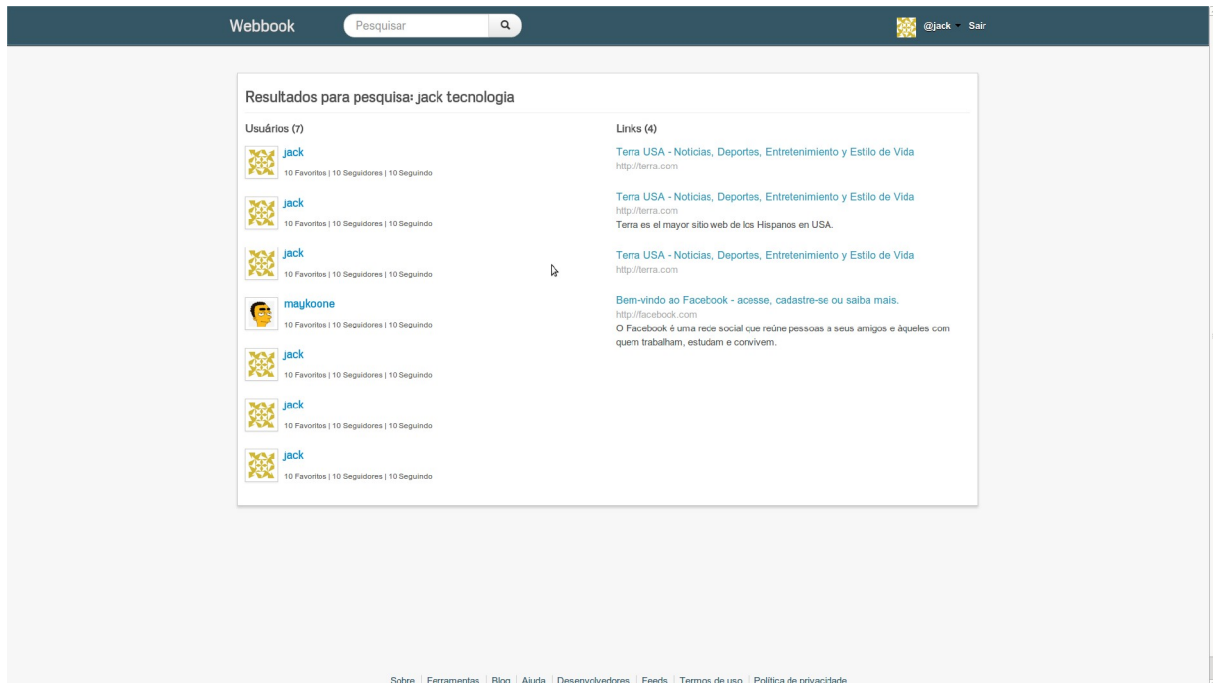 Webbook
Pesquisar
@jack Sair
Resultados para pesquisa: jack tecnologia
Usuários (7)
jack
10 Favoritos | 10 Seguidores | 10 Seguindo
jack
10 Favoritos | 10 Seguidores | 10 Seguindo
jack
10 Favoritos | 10 Seguidores | 10 Seguindo
maykoone
10 Favoritos | 10 Seguidores | 10 Seguindo
jack
10 Favoritos | 10 Seguidores | 10 Seguindo
jack
10 Favoritos | 10 Seguidores | 10 Seguindo
jack
10 Favoritos | 10 Seguidores | 10 Seguindo
Links (4)
Terra USA - Noticias, Deportes, Entretenimiento y Estilo de Vida
http://terra.com
Terra USA - Noticias, Deportes, Entretenimiento y Estilo de Vida
http://terra.com
Terra es el mayor sitio web de los Hispanos en USA.
Terra USA - Noticias, Deportes, Entretenimiento y Estilo de Vida
http://terra.com
Bem-vindo ao Facebook - acesse, cadastre-se ou saiba mais.
http://facebook.com
O Facebook é uma rede social que reúne pessoas a seus amigos e àqueles com
quem trabalham, estudam e convivem.
Sobre | Ferramentas | Blog | Ajuda | Desenvolvedores | Feeds | Termos de uso | Política de privacidade